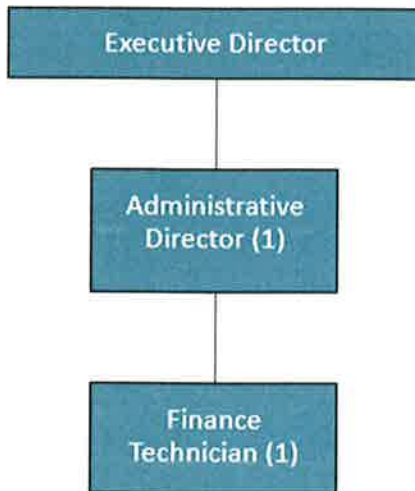 Executive Director
Administrative
Director (1)
Finance
Technician (1)